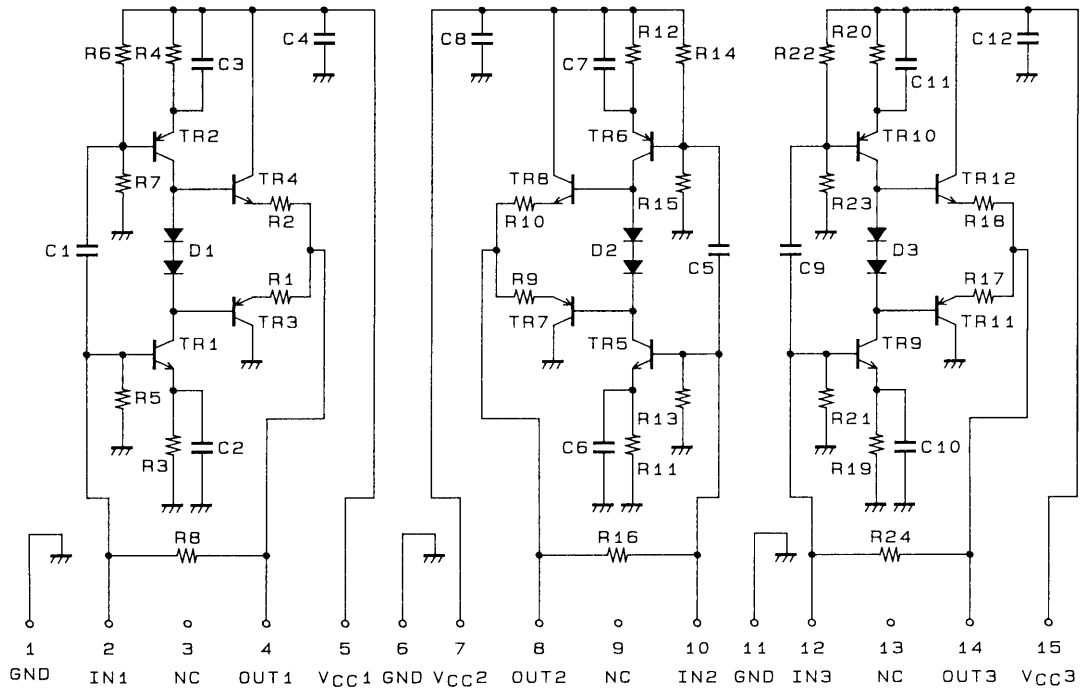 R6 R4 C3 C4 C8 C7 R12 R14 R22 R20 C11 C12
TR2 TR6 TR10
R7 TR4 TR8 R15 R23 TR12
R2 R10 R18
C1 D1 D2 C5 C9 D3
R1 R9 R17
TR3 TR7 TR11
TR1 TR5 TR9
R5 R13 R21
R3 C2 C6 R11 R19 C10
R8 R16 R24
1 2 3 4 5 6 7 8 9 10 11 12 13 14 15
GND IN1 NC OUT1 VCC1 GND VCC2 OUT2 NC IN2 GND IN3 NC OUT3 VCC3